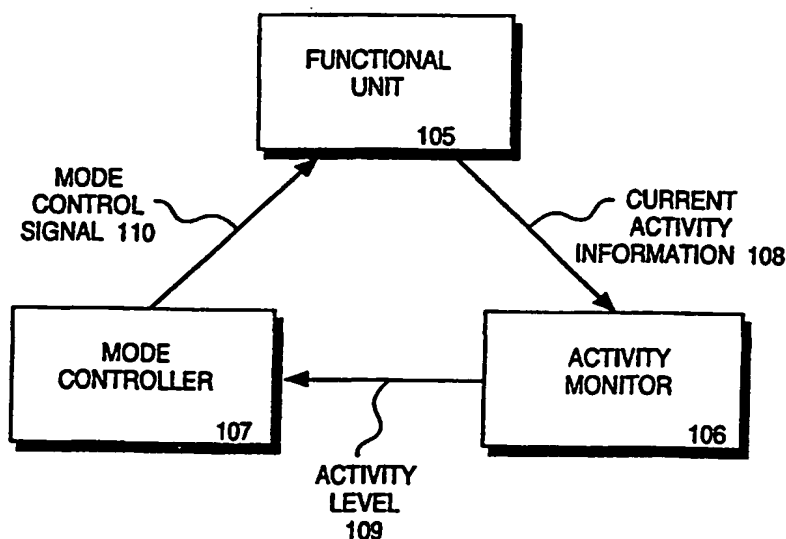 FUNCTIONAL
UNIT
105
MODE
CONTROL
SIGNAL 110
CURRENT
ACTIVITY
INFORMATION 108
MODE
CONTROLLER
107
ACTIVITY
MONITOR
106
ACTIVITY
LEVEL
109